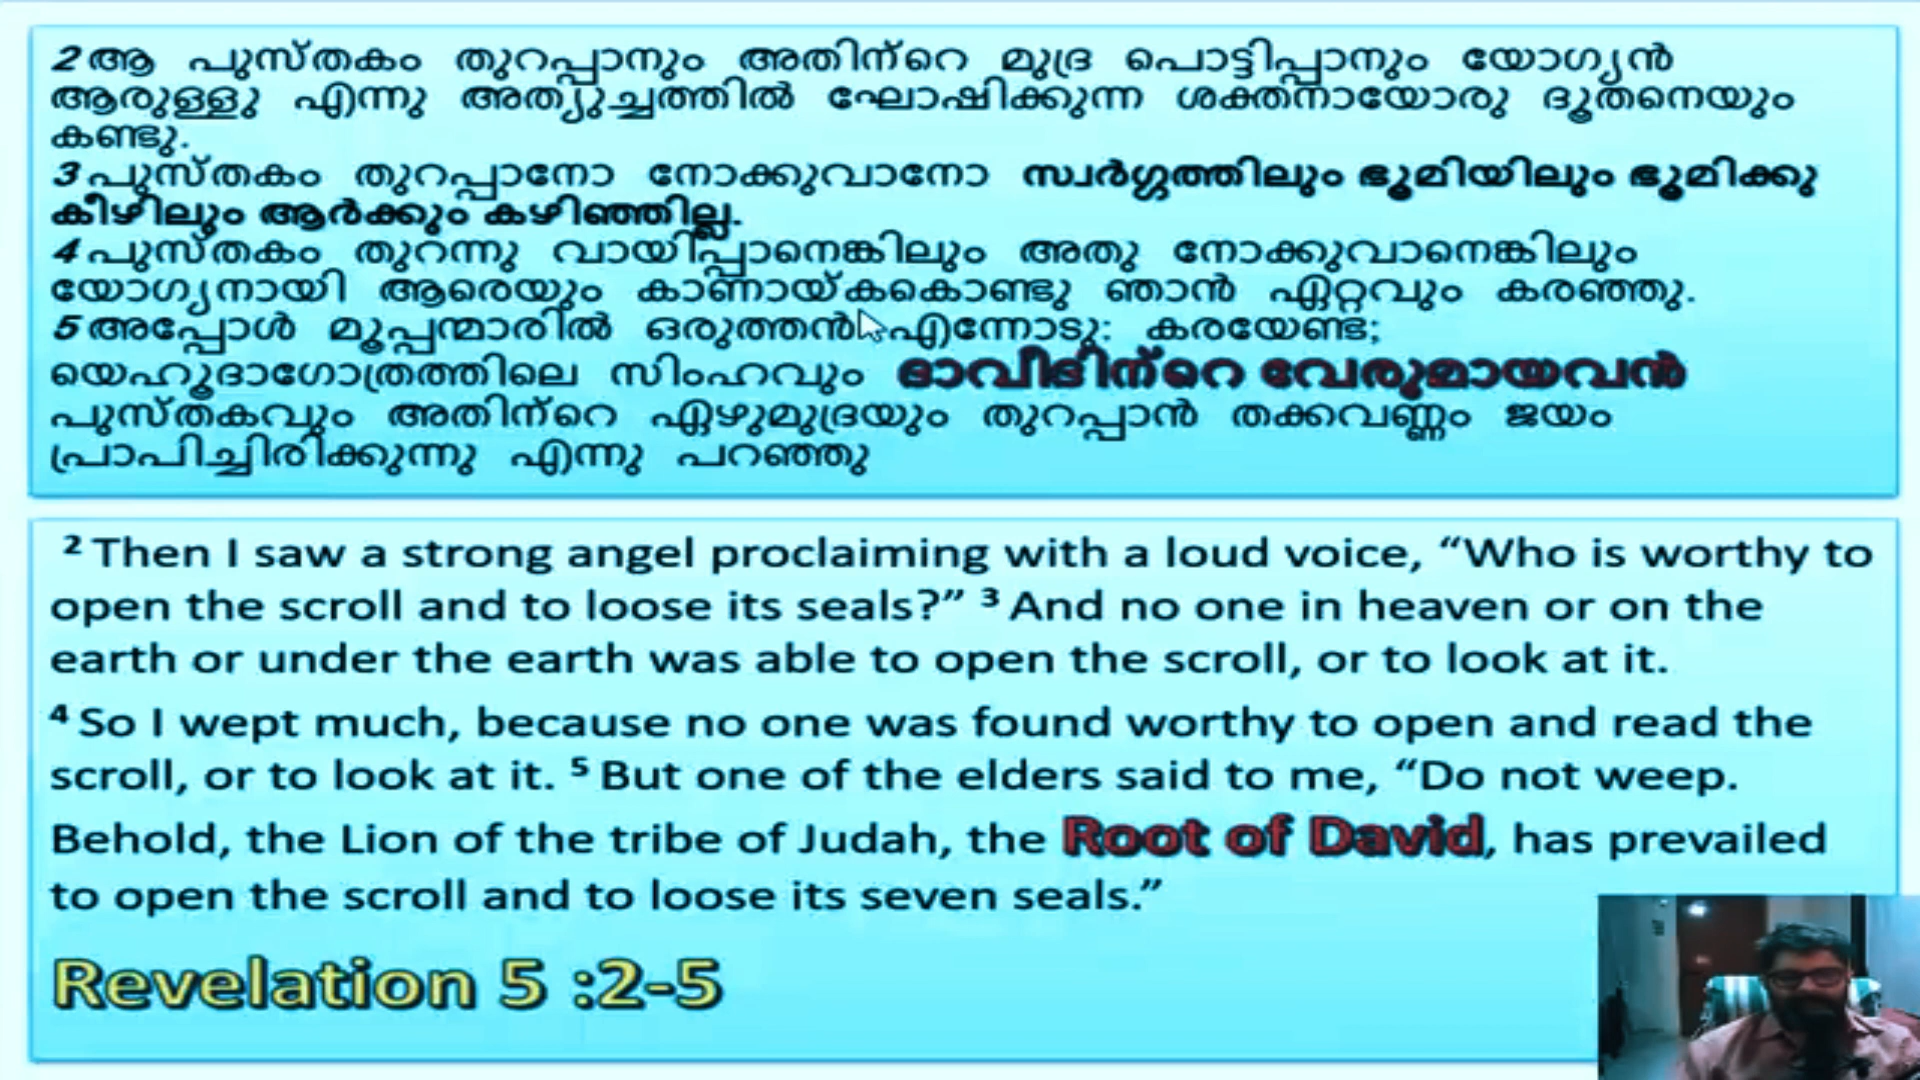 2 ആ പുസ്തകം തുറപ്പാനും അതിന്റെ മുദ്ര പൊട്ടിപ്പാനും യോഗ്യൻ
ആരുള്ളു എന്നു അത്യുച്ചത്തിൽ ഘോഷിക്കുന്ന ശക്തനായോരു ദൂതനെയും
കണ്ടു.
3 പുസ്തകം തുറപ്പാനോ നോക്കുവാനോ സ്വർഗ്ഗത്തിലും ഭൂമിയിലും ഭൂമിക്കു
കീഴിലും ആർക്കും കഴിഞ്ഞില്ല.
4 പുസ്തകം തുറന്നു വായിപ്പാനെങ്കിലും അതു നോക്കുവാനെങ്കിലും
യോഗ്യനായി ആരെയും കാണായ്കകൊണ്ടു ഞാൻ ഏറ്റവും കരഞ്ഞു.
5 അപ്പോൾ മൂപ്പന്മാരിൽ ഒരുത്തൻ എന്നോടു: കരയേണ്ട;
യെഹൂദാഗോത്രത്തിലെ സിംഹവും ദാവീദിന്റെ വേരുമായവൻ
പുസ്തകവും അതിന്റെ ഏഴുമുദ്രയും തുറപ്പാൻ തക്കവണ്ണം ജയം
പ്രാപിച്ചിരിക്കുന്നു എന്നു പറഞ്ഞു
² Then I saw a strong angel proclaiming with a loud voice, “Who is worthy to
open the scroll and to loose its seals?” ³ And no one in heaven or on the
earth or under the earth was able to open the scroll, or to look at it.
⁴ So I wept much, because no one was found worthy to open and read the
scroll, or to look at it. ⁵ But one of the elders said to me, “Do not weep.
Behold, the Lion of the tribe of Judah, the Root of David, has prevailed
to open the scroll and to loose its seven seals.”
Revelation 5 :2-5